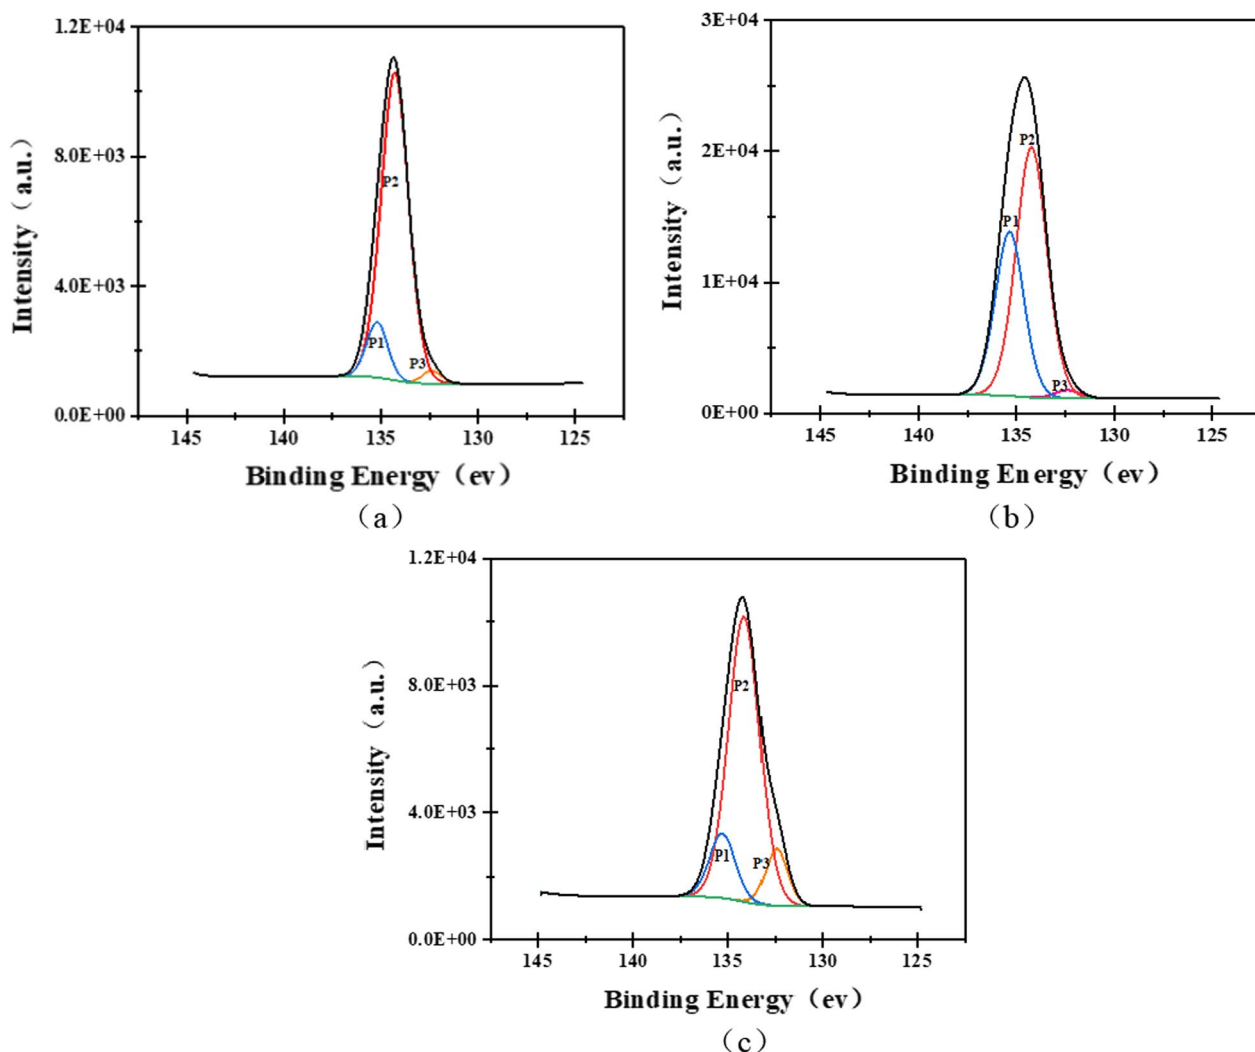 1.2E+04
8.0E+03
4.0E+03
0.0E+00
Intensity（a.u.）
P2
P1
P3
145 140 135 130 125
Binding Energy（ev）
（a）
3E+04
2E+04
1E+04
0E+00
Intensity（a.u.）
P2
P1
P3
145 140 135 130 125
Binding Energy（ev）
（b）
1.2E+04
8.0E+03
4.0E+03
0.0E+00
Intensity（a.u.）
P2
P1 P3
145 140 135 130 125
Binding Energy（ev）
（c）